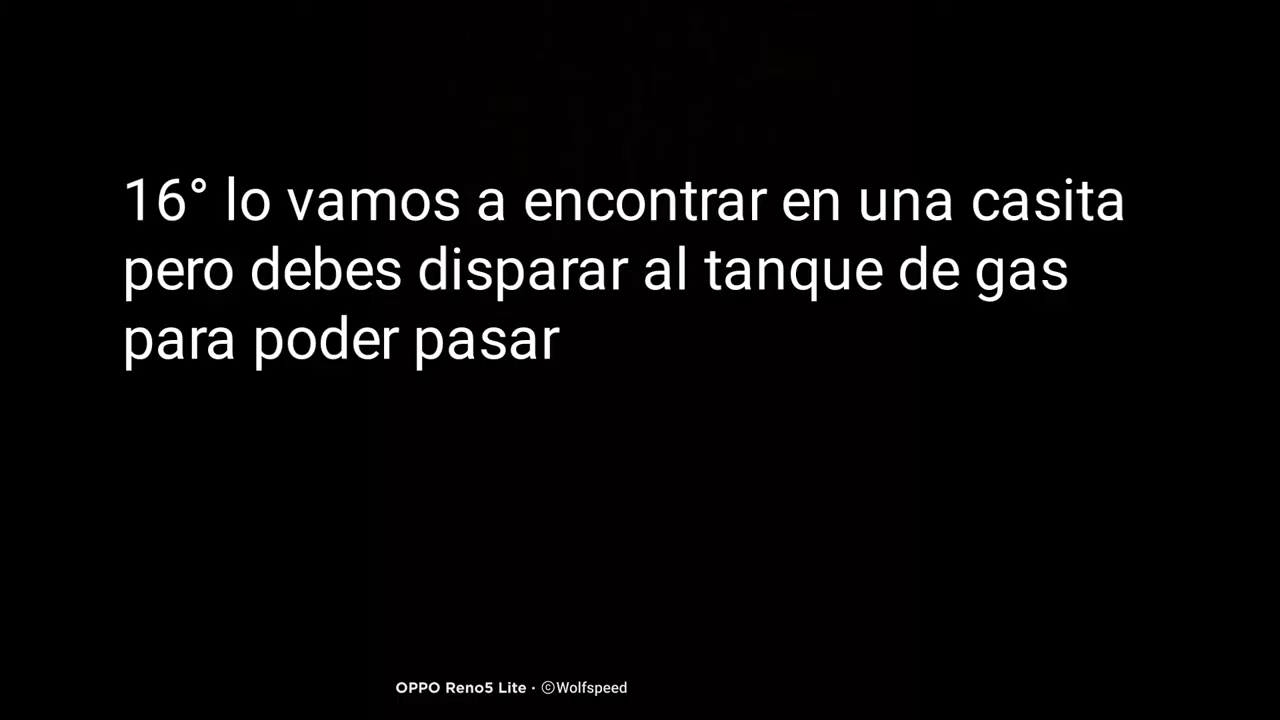 16° lo vamos a encontrar en una casita
pero debes disparar al tanque de gas
para poder pasar
OPPO Reno5 Lite · ©Wolfspeed